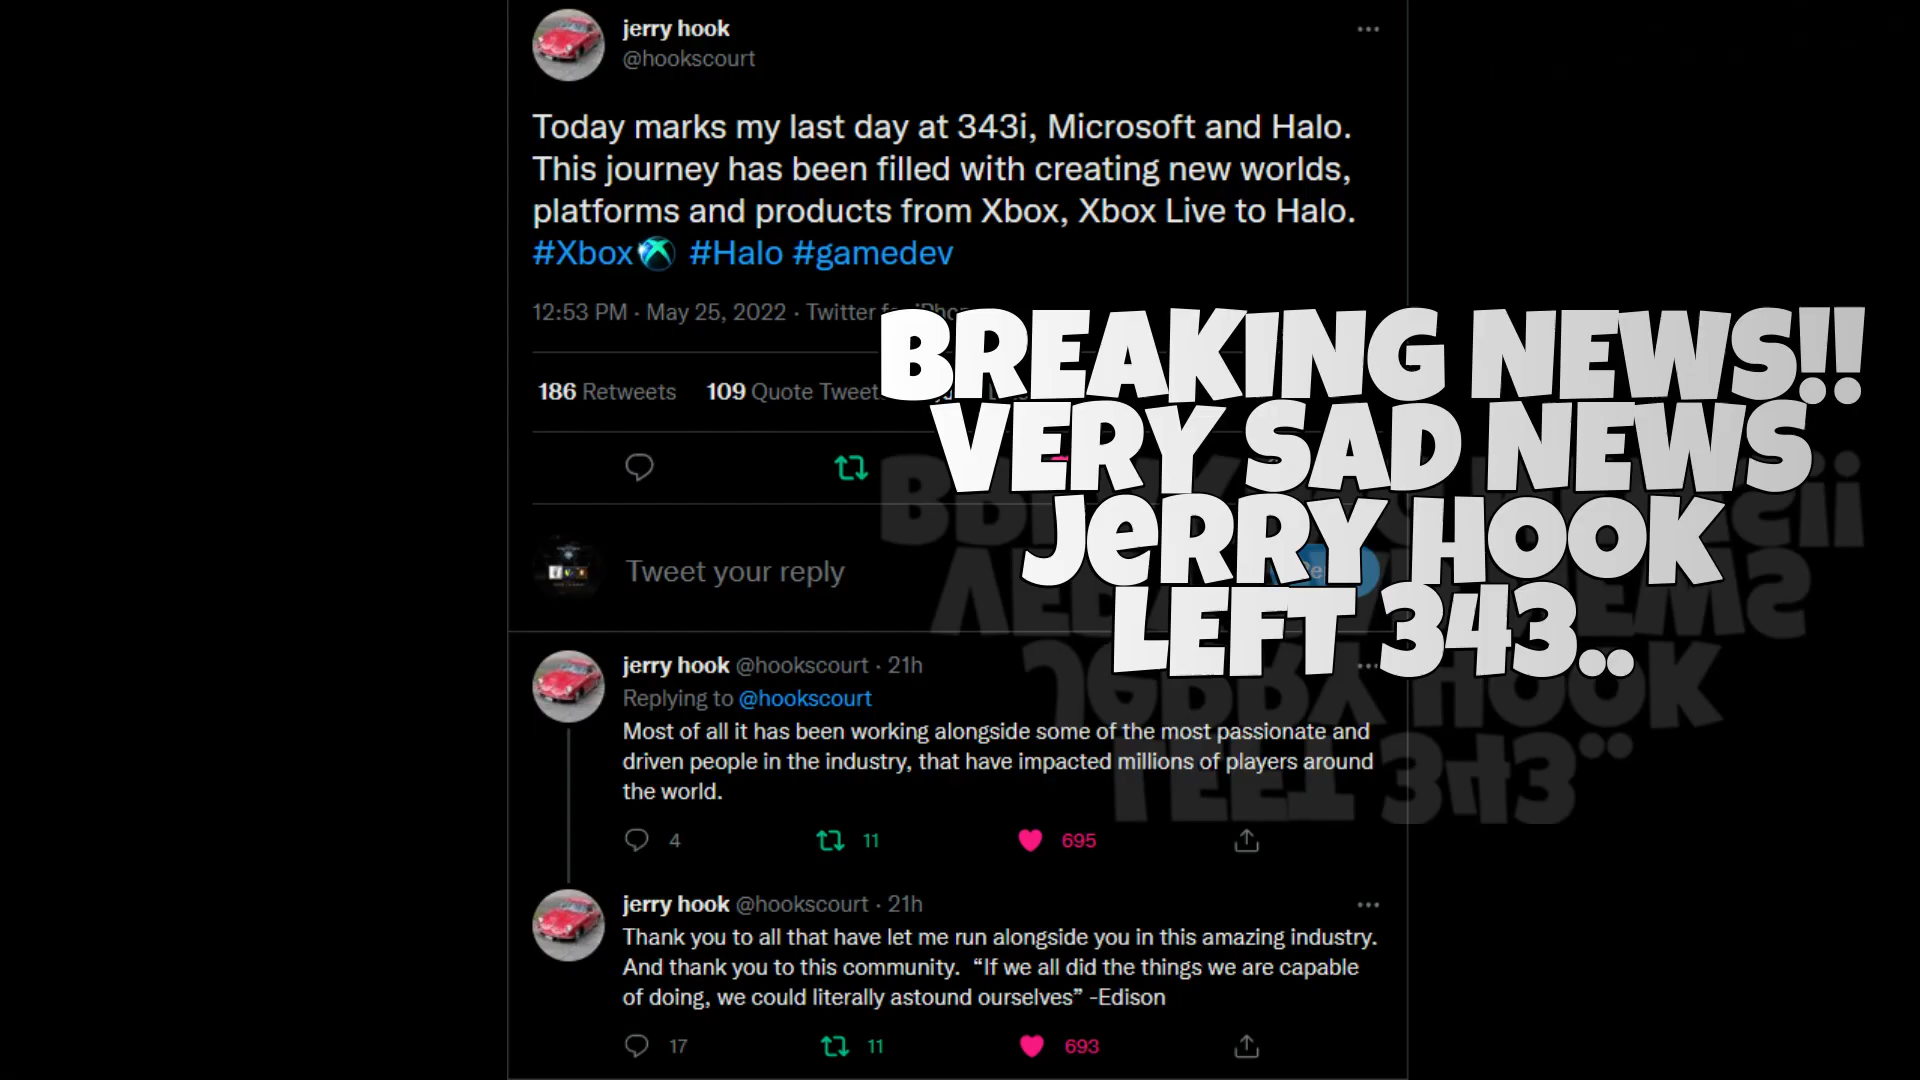 jerry hook
@hookscourt
Today marks my last day at 343i, Microsoft and Halo.
This journey has been filled with creating new worlds,
platforms and products from Xbox, Xbox Live to Halo.
#Xbox #Halo #gamedev
12:53 PM · May 25, 2022 · Twitter
186 Retweets 109 Quote Tweet
BREAKING NEWS!!
VERY SAD NEWS
JeRRY HOOK
LEFT 343..
Tweet your reply
jerry hook @hookscourt · 21h
Replying to @hookscourt
Most of all it has been working alongside some of the most passionate and
driven people in the industry, that have impacted millions of players around
the world.
4 11 695
jerry hook @hookscourt · 21h
Thank you to all that have let me run alongside you in this amazing industry.
And thank you to this community. “If we all did the things we are capable
of doing, we could literally astound ourselves” -Edison
17 11 693